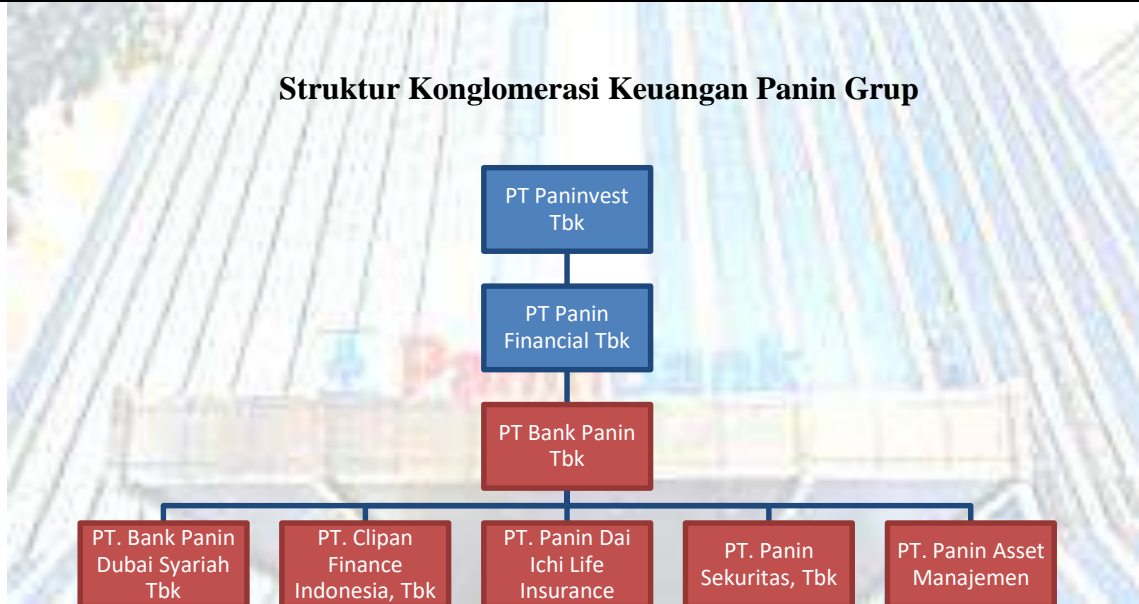 Struktur Konglomerasi Keuangan Panin Grup
PT Paninvest
Tbk
PT Panin
Financial Tbk
PT Bank Panin
Tbk
PT. Bank Panin
Dubai Syariah
Tbk
PT. Clipan
Finance
Indonesia, Tbk
PT. Panin Dai
Ichi Life
Insurance
PT. Panin
Sekuritas, Tbk
PT. Panin Asset
Manajemen
PaninBank